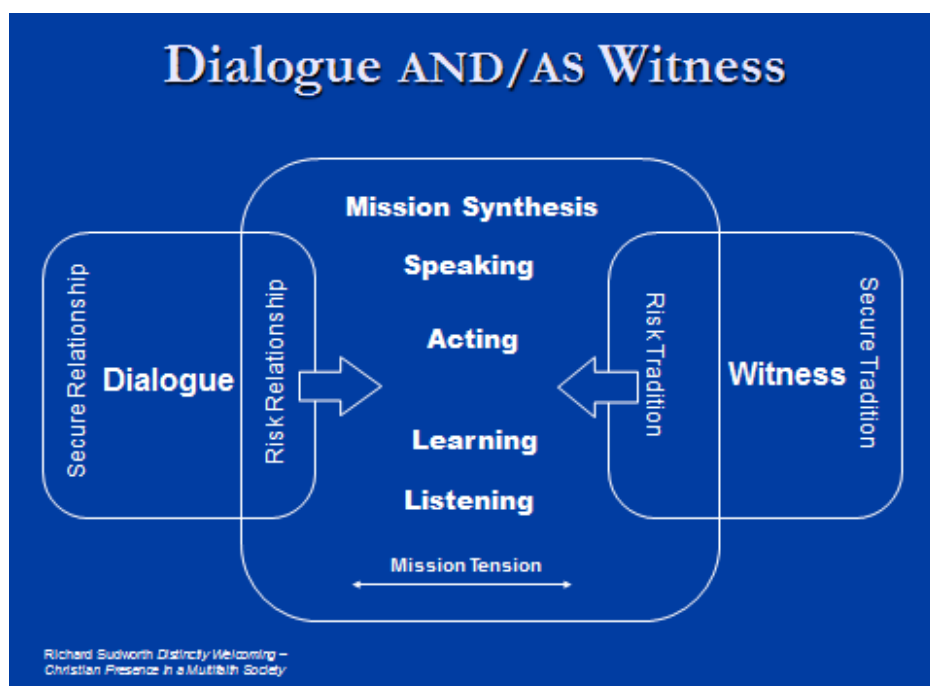 Dialogue AND/AS Witness
Mission Synthesis
Speaking
Acting
Learning
Listening
Mission Tension
Secure Relationship
Dialogue
Risk Relationship
Risk Tradition
Witness
Secure Tradition
Richard Sudworth Distinctly Welcoming –
Christian Presence in a Multifaith Society